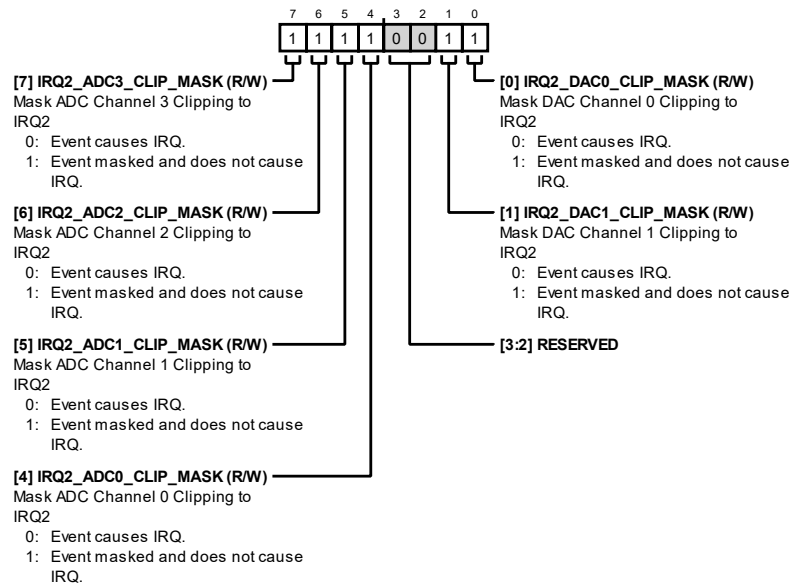 7 6 5 4 3 2 1 0
1 1 1 1 0 0 1 1
[7] IRQ2_ADC3_CLIP_MASK (R/W)
Mask ADC Channel 3 Clipping to
IRQ2
0: Event causes IRQ.
1: Event masked and does not cause
IRQ.
[6] IRQ2_ADC2_CLIP_MASK (R/W)
Mask ADC Channel 2 Clipping to
IRQ2
0: Event causes IRQ.
1: Event masked and does not cause
IRQ.
[5] IRQ2_ADC1_CLIP_MASK (R/W)
Mask ADC Channel 1 Clipping to
IRQ2
0: Event causes IRQ.
1: Event masked and does not cause
IRQ.
[4] IRQ2_ADC0_CLIP_MASK (R/W)
Mask ADC Channel 0 Clipping to
IRQ2
0: Event causes IRQ.
1: Event masked and does not cause
IRQ.
[0] IRQ2_DAC0_CLIP_MASK (R/W)
Mask DAC Channel 0 Clipping to
IRQ2
0: Event causes IRQ.
1: Event masked and does not cause
IRQ.
[1] IRQ2_DAC1_CLIP_MASK (R/W)
Mask DAC Channel 1 Clipping to
IRQ2
0: Event causes IRQ.
1: Event masked and does not cause
IRQ.
[3:2] RESERVED